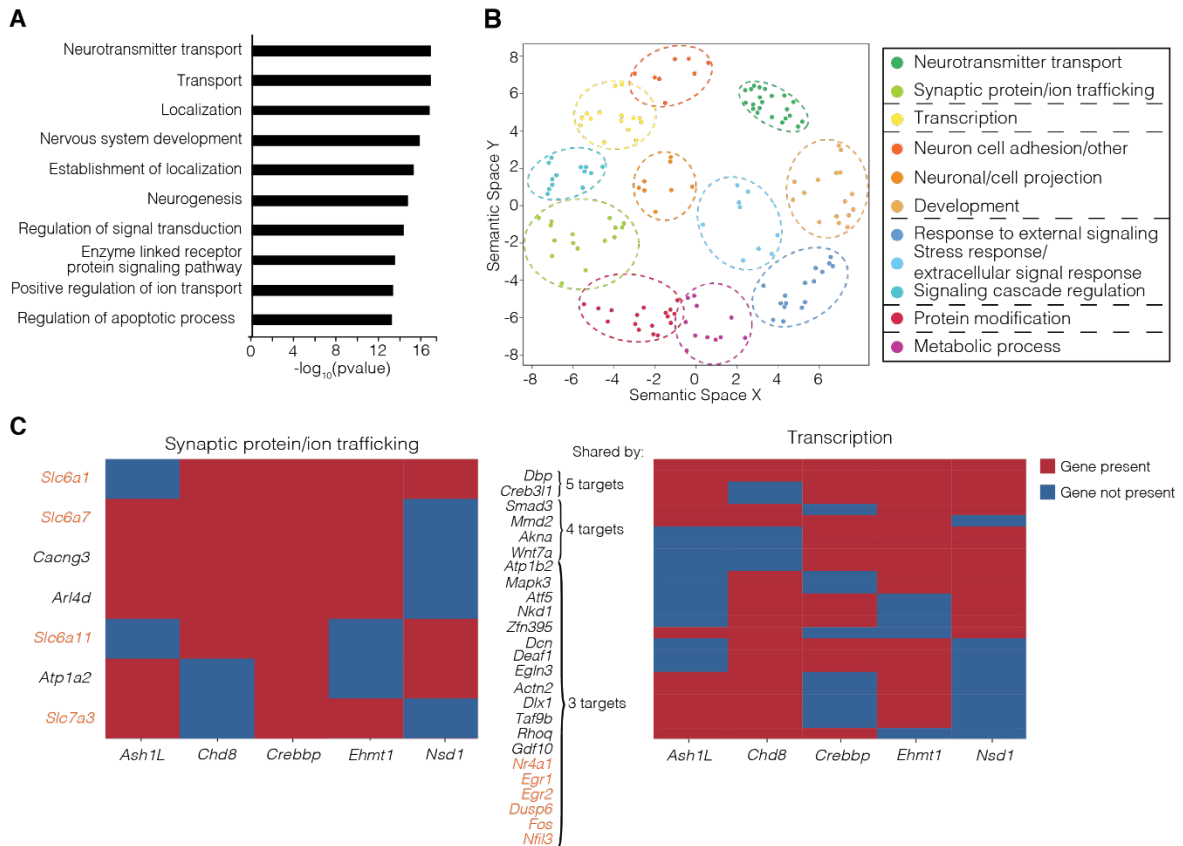 A
Neurotransmitter transport
Transport
Localization
Nervous system development
Establishment of localization
Neurogenesis
Regulation of signal transduction
Enzyme linked receptor
protein signaling pathway
Positive regulation of ion transport
Regulation of apoptotic process
0 4 8 12 16
-log10(pvalue)
B
8
6
4
2
0
-2
-4
-6
-8
Semantic Space Y
-8 -6 -4 -2 0 2 4 6
Semantic Space X
Neurotransmitter transport
Synaptic protein/ion trafficking
Transcription
Neuron cell adhesion/other
Neuronal/cell projection
Development
Response to external signaling
Stress response/
extracellular signal response
Signaling cascade regulation
Protein modification
Metabolic process
C
Synaptic protein/ion trafficking
Slc6a1
Slc6a7
Cacng3
Arl4d
Slc6a11
Atp1a2
Slc7a3
Ash1L Chd8 Crebbp Ehmt1 Nsd1
Shared by:
Dbp
Creb3l1
5 targets
Smad3
Mmd2
Akna
Wnt7a
4 targets
Atp1b2
Mapk3
Atf5
Nkd1
Zfn395
Dcn
Deaf1
Egln3
Actn2
Dlx1
Taf9b
Rhoq
Gdf10
Nr4a1
Egr1
Egr2
Dusp6
Fos
Nfil3
3 targets
Transcription
Ash1L Chd8 Crebbp Ehmt1 Nsd1
Gene present
Gene not present